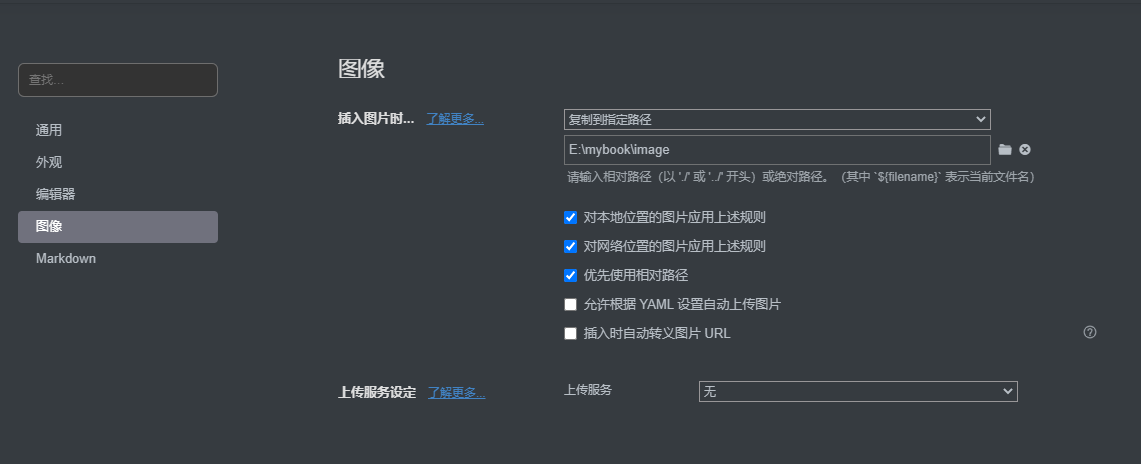 图像
查找...
插入图片时... 了解更多... 复制到指定路径
通用
E:\mybook\image
外观
请输入相对路径（以 './' 或 '../' 开头）或绝对路径。（其中 `${filename}` 表示当前文件名）
编辑器
图像
对本地位置的图片应用上述规则
对网络位置的图片应用上述规则
Markdown
优先使用相对路径
允许根据 YAML 设置自动上传图片
插入时自动转义图片 URL
上传服务设定 了解更多... 上传服务 无